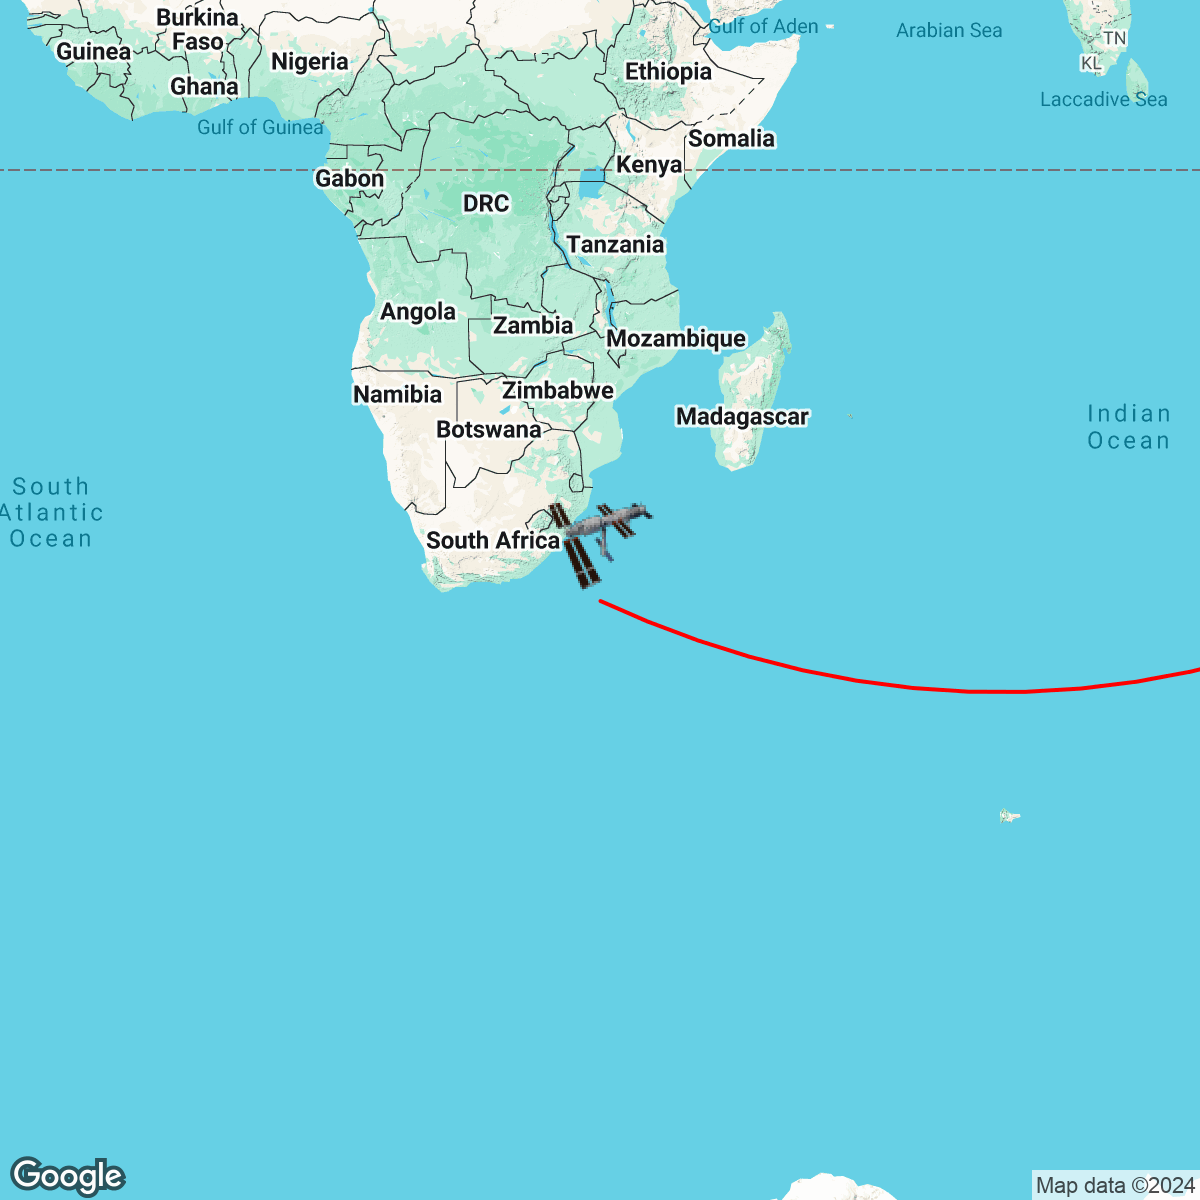 Burkina
Faso
Guinea
Nigeria
Ghana
Gulf of Guinea
Ethiopia
Gulf of Aden
Arabian Sea
TN
KL
Laccadive Sea
Somalia
Kenya
Gabon
DRC
Tanzania
Angola
Zambia
Mozambique
Namibia
Zimbabwe
Botswana
Madagascar
Indian
Ocean
South
Atlantic
Ocean
South Africa
Google
Map data ©2024